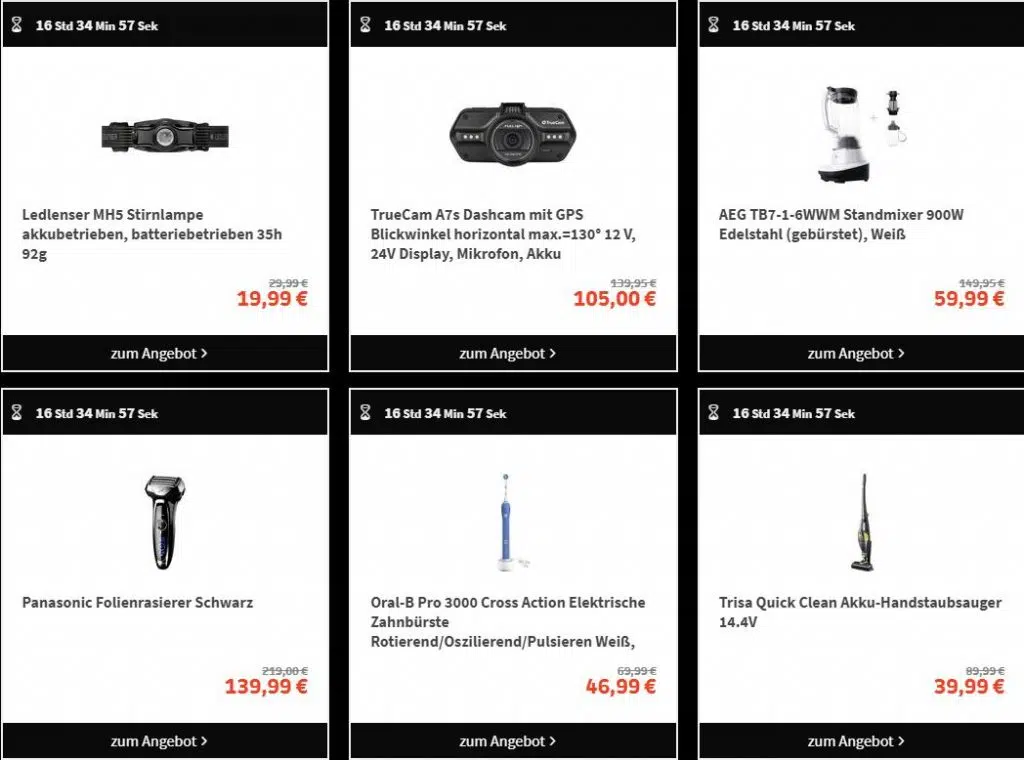 16 Std 34 Min 57 Sek
Ledlenser MH5 Stirnlampe
akkubetrieben, batteriebetrieben 35h
92g
29,99 €
19,99 €
zum Angebot >
16 Std 34 Min 57 Sek
TrueCam
TrueCam A7s Dashcam mit GPS
Blickwinkel horizontal max.=130° 12 V,
24V Display, Mikrofon, Akku
139,95 €
105,00 €
zum Angebot >
16 Std 34 Min 57 Sek
AEG TB7-1-6WWM Standmixer 900W
Edelstahl (gebürstet), Weiß
149,95 €
59,99 €
zum Angebot >
16 Std 34 Min 57 Sek
Panasonic Folienrasierer Schwarz
219,00 €
139,99 €
zum Angebot >
16 Std 34 Min 57 Sek
Oral-B Pro 3000 Cross Action Elektrische
Zahnbürste
Rotierend/Oszilierend/Pulsieren Weiß,
69,99 €
46,99 €
zum Angebot >
16 Std 34 Min 57 Sek
Trisa Quick Clean Akku-Handstaubsauger
14.4V
89,99 €
39,99 €
zum Angebot >